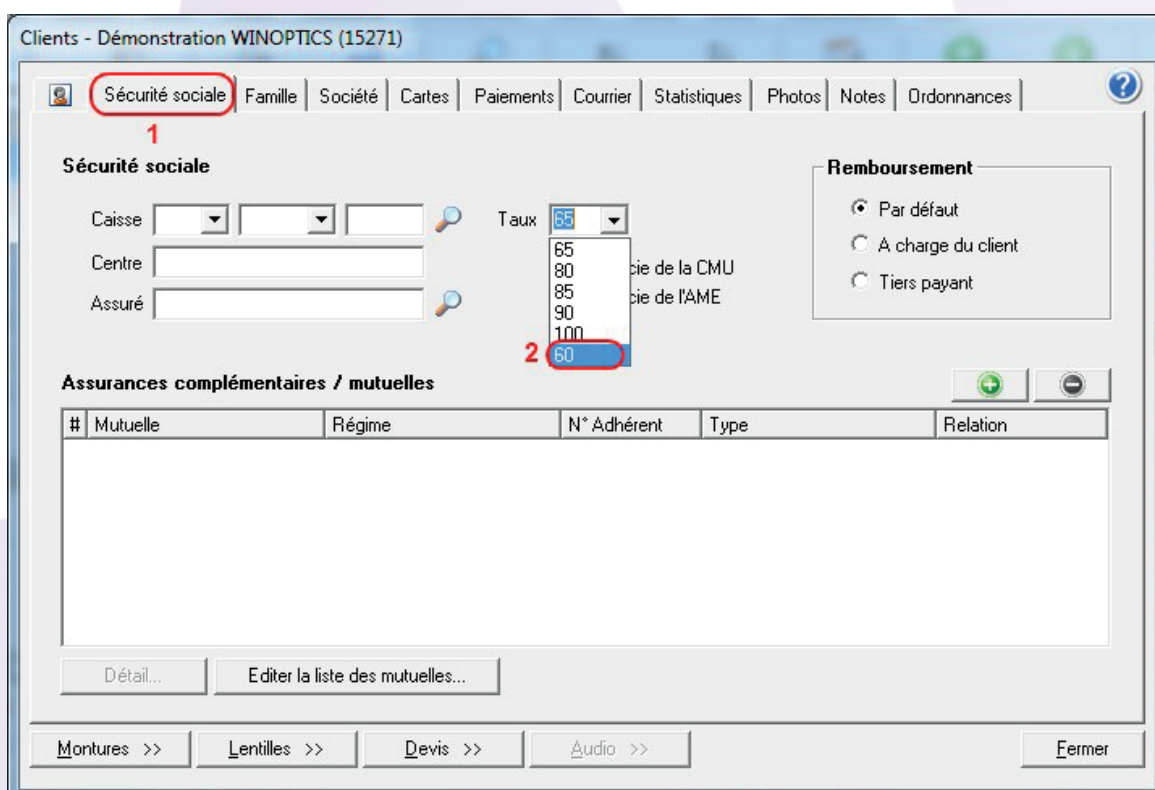 Clients - Démonstration WINOPTICS (15271)
Sécurité sociale Famille Société Cartes Paiements Courrier Statistiques Photos Notes Ordonnances
1
Sécurité sociale
Remboursement
Caisse
Taux 65
Par défaut
65
A charge du client
Centre
80
cie de la CMU
Tiers payant
Assuré
85
cie de l'AME
90
100
2 60
Assurances complémentaires / mutuelles
# Mutuelle Régime N° Adhérent Type Relation
Détail... Editer la liste des mutuelles...
Montures >> Lentilles >> Devis >> Audio >> Fermer